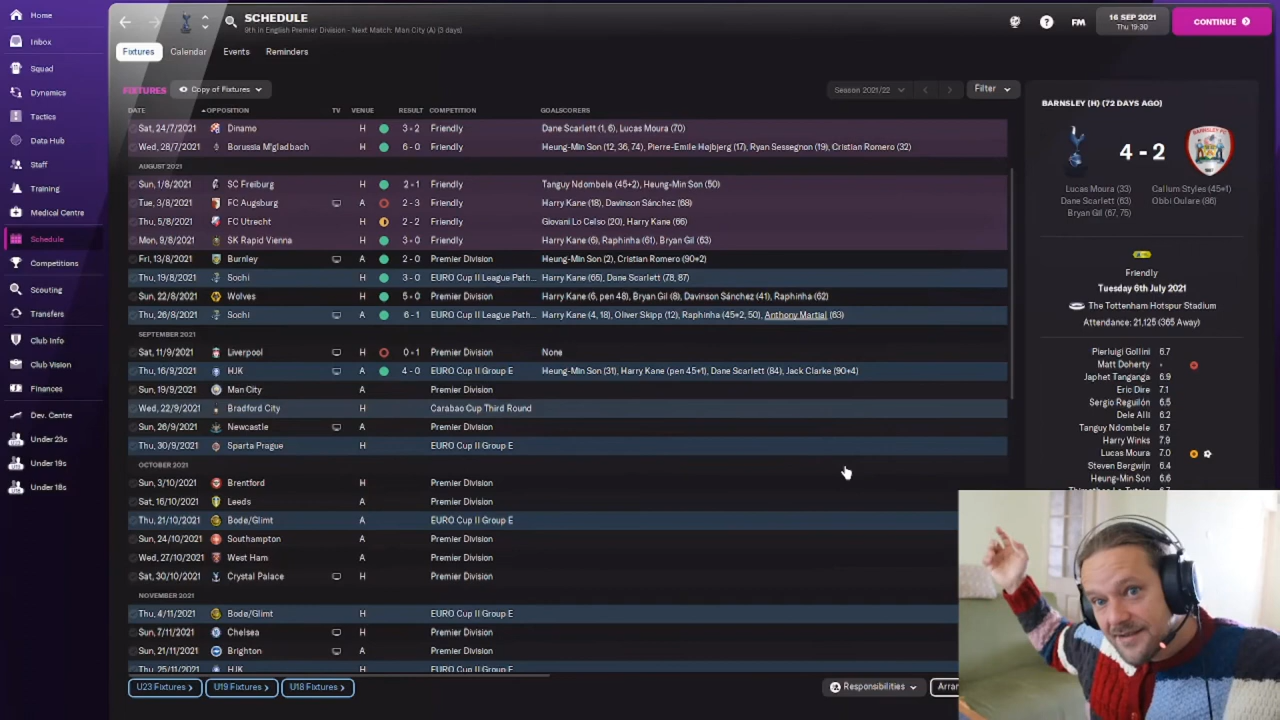 Home
Inbox
Squad
Dynamics
Tactics
Data Hub
Staff
Training
Medical Centre
Schedule
Competitions
Scouting
Transfers
Club Info
Club Vision
Finances
Dev. Centre
Under 23s
Under 19s
Under 18s
SCHEDULE
9th in English Premier Division - Next Match: Man City (A) (3 days)
FM
16 SEP 2021
Thu 19:30
CONTINUE
Fixtures Calendar Events Reminders
FIXTURES Copy of Fixtures Season 2021/22 Filter
DATE OPPOSITION TV VENUE RESULT COMPETITION GOALSCORERS
Sat, 24/7/2021 Dinamo H 3 - 2 Friendly Dane Scarlett (1, 6), Lucas Moura (70)
Wed, 28/7/2021 Borussia M'gladbach H 6 - 0 Friendly Heung-Min Son (12, 36, 74), Pierre-Emile Højbjerg (17), Ryan Sessegnon (19), Cristian Romero (32)
AUGUST 2021
Sun, 1/8/2021 SC Freiburg H 2 - 1 Friendly Tanguy Ndombele (45+2), Heung-Min Son (50)
Tue, 3/8/2021 FC Augsburg A 2 - 3 Friendly Harry Kane (18), Davinson Sánchez (68)
Thu, 5/8/2021 FC Utrecht H 2 - 2 Friendly Giovani Lo Celso (20), Harry Kane (66)
Mon, 9/8/2021 SK Rapid Vienna H 3 - 0 Friendly Harry Kane (6), Raphinha (61), Bryan Gil (63)
Fri, 13/8/2021 Burnley A 2 - 0 Premier Division Heung-Min Son (2), Cristian Romero (90+2)
Thu, 19/8/2021 Sochi H 3 - 0 EURO Cup II League Path... Harry Kane (65), Dane Scarlett (78, 87)
Sun, 22/8/2021 Wolves H 5 - 0 Premier Division Harry Kane (6, pen 48), Bryan Gil (8), Davinson Sánchez (41), Raphinha (62)
Thu, 26/8/2021 Sochi A 6 - 1 EURO Cup II League Path... Harry Kane (4, 18), Oliver Skipp (12), Raphinha (45+2, 50), Anthony Martial (63)
SEPTEMBER 2021
Sat, 11/9/2021 Liverpool H 0 - 1 Premier Division None
Thu, 16/9/2021 HJK A 4 - 0 EURO Cup II Group E Heung-Min Son (31), Harry Kane (pen 45+1), Dane Scarlett (84), Jack Clarke (90+4)
Sun, 19/9/2021 Man City A Premier Division
Wed, 22/9/2021 Bradford City H Carabao Cup Third Round
Sun, 26/9/2021 Newcastle A Premier Division
Thu, 30/9/2021 Sparta Prague H EURO Cup II Group E
OCTOBER 2021
Sun, 3/10/2021 Brentford H Premier Division
Sat, 16/10/2021 Leeds A Premier Division
Thu, 21/10/2021 Bodø/Glimt A EURO Cup II Group E
Sun, 24/10/2021 Southampton A Premier Division
Wed, 27/10/2021 West Ham A Premier Division
Sat, 30/10/2021 Crystal Palace H Premier Division
NOVEMBER 2021
Thu, 4/11/2021 Bodø/Glimt H EURO Cup II Group E
Sun, 7/11/2021 Chelsea H Premier Division
Sun, 21/11/2021 Brighton A Premier Division
Thu, 25/11/2021 HJK H EURO Cup II Group E
U23 Fixtures U19 Fixtures U18 Fixtures Responsibilities Arran
BARNSLEY (H) (72 DAYS AGO)
4 - 2
Lucas Moura (33) Callum Styles (45+1)
Dane Scarlett (63) Obbi Oulare (86)
Bryan Gil (67, 75)
Friendly
Tuesday 6th July 2021
The Tottenham Hotspur Stadium
Attendance: 21,125 (365 Away)
Pierluigi Gollini 6.7
Matt Doherty -
Japhet Tanganga 6.9
Eric Dire 7.1
Sergio Reguilón 6.5
Dele Alli 6.2
Tanguy Ndombele 6.7
Harry Winks 7.9
Lucas Moura 7.0
Steven Bergwijn 6.4
Heung-Min Son 6.6